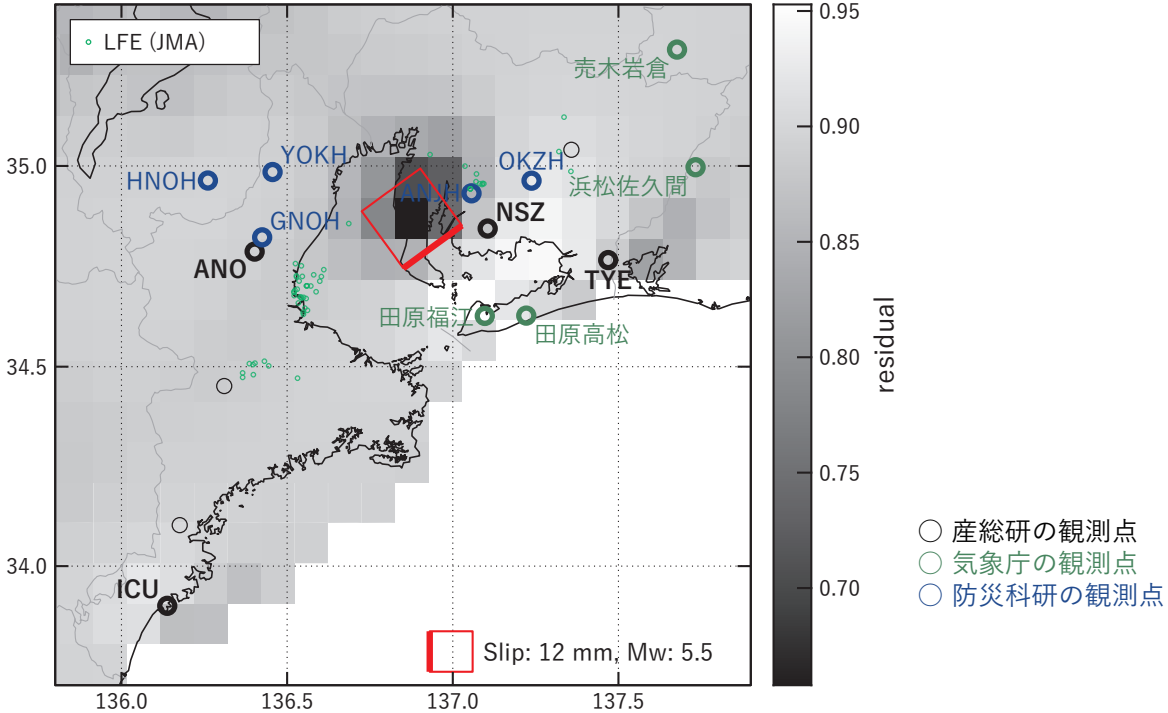 LFE (JMA)
0.95
売木岩倉
0.90
35.0
YOKH
OKZH
HNOH
ANJH
浜松佐久間
GNOH
NSZ
0.85
ANO
TYE
田原福江
田原高松
0.80
residual
34.5
0.75
34.0
ICU
0.70
Slip: 12 mm, Mw: 5.5
136.0
136.5
137.0
137.5
産総研の観測点
気象庁の観測点
防災科研の観測点